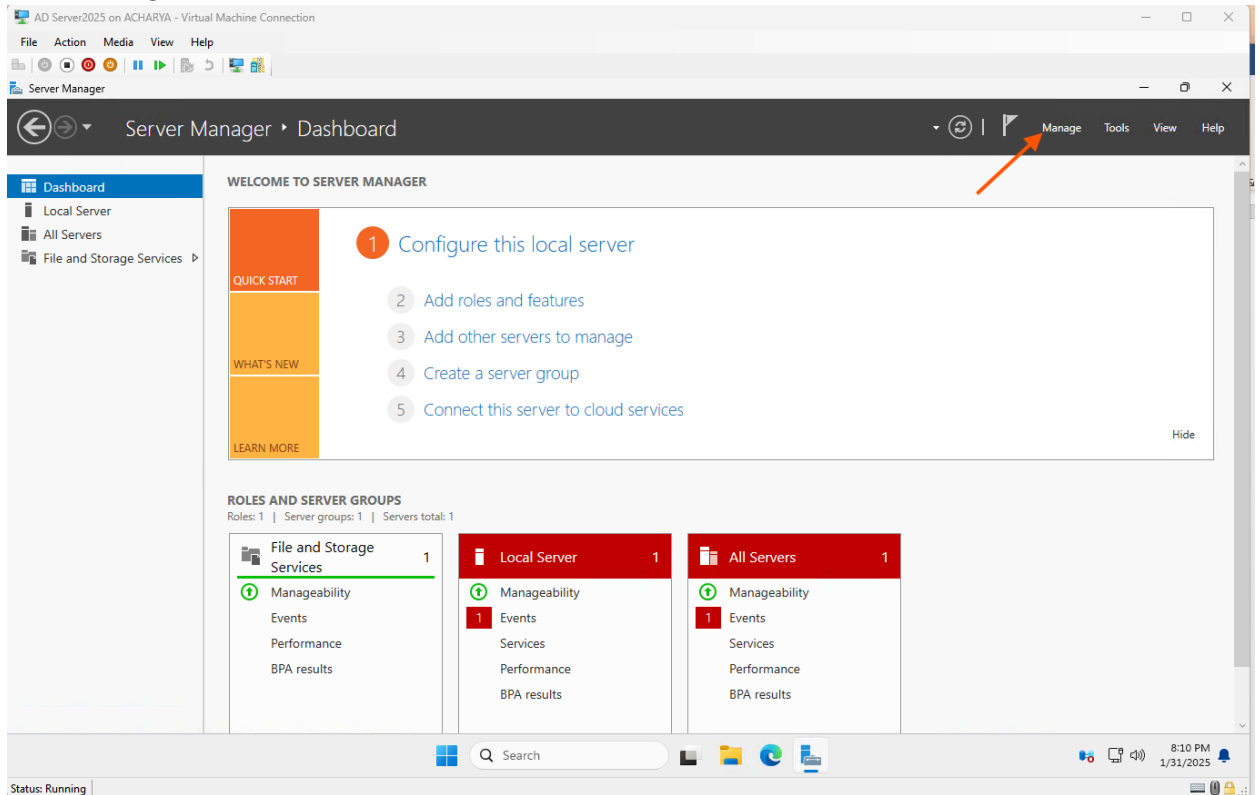 AD Server2025 on ACHARYA - Virtual Machine Connection
File Action Media View Help
Server Manager
Server Manager ‣ Dashboard
Manage Tools View Help
Dashboard
Local Server
All Servers
File and Storage Services
WELCOME TO SERVER MANAGER
QUICK START
WHAT'S NEW
LEARN MORE
1 Configure this local server
2 Add roles and features
3 Add other servers to manage
4 Create a server group
5 Connect this server to cloud services
Hide
ROLES AND SERVER GROUPS
Roles: 1 | Server groups: 1 | Servers total: 1
File and Storage
Services
1
Manageability
Events
Performance
BPA results
Local Server 1
Manageability
1 Events
Services
Performance
BPA results
All Servers 1
Manageability
1 Events
Services
Performance
BPA results
Search
8:10 PM
1/31/2025
Status: Running